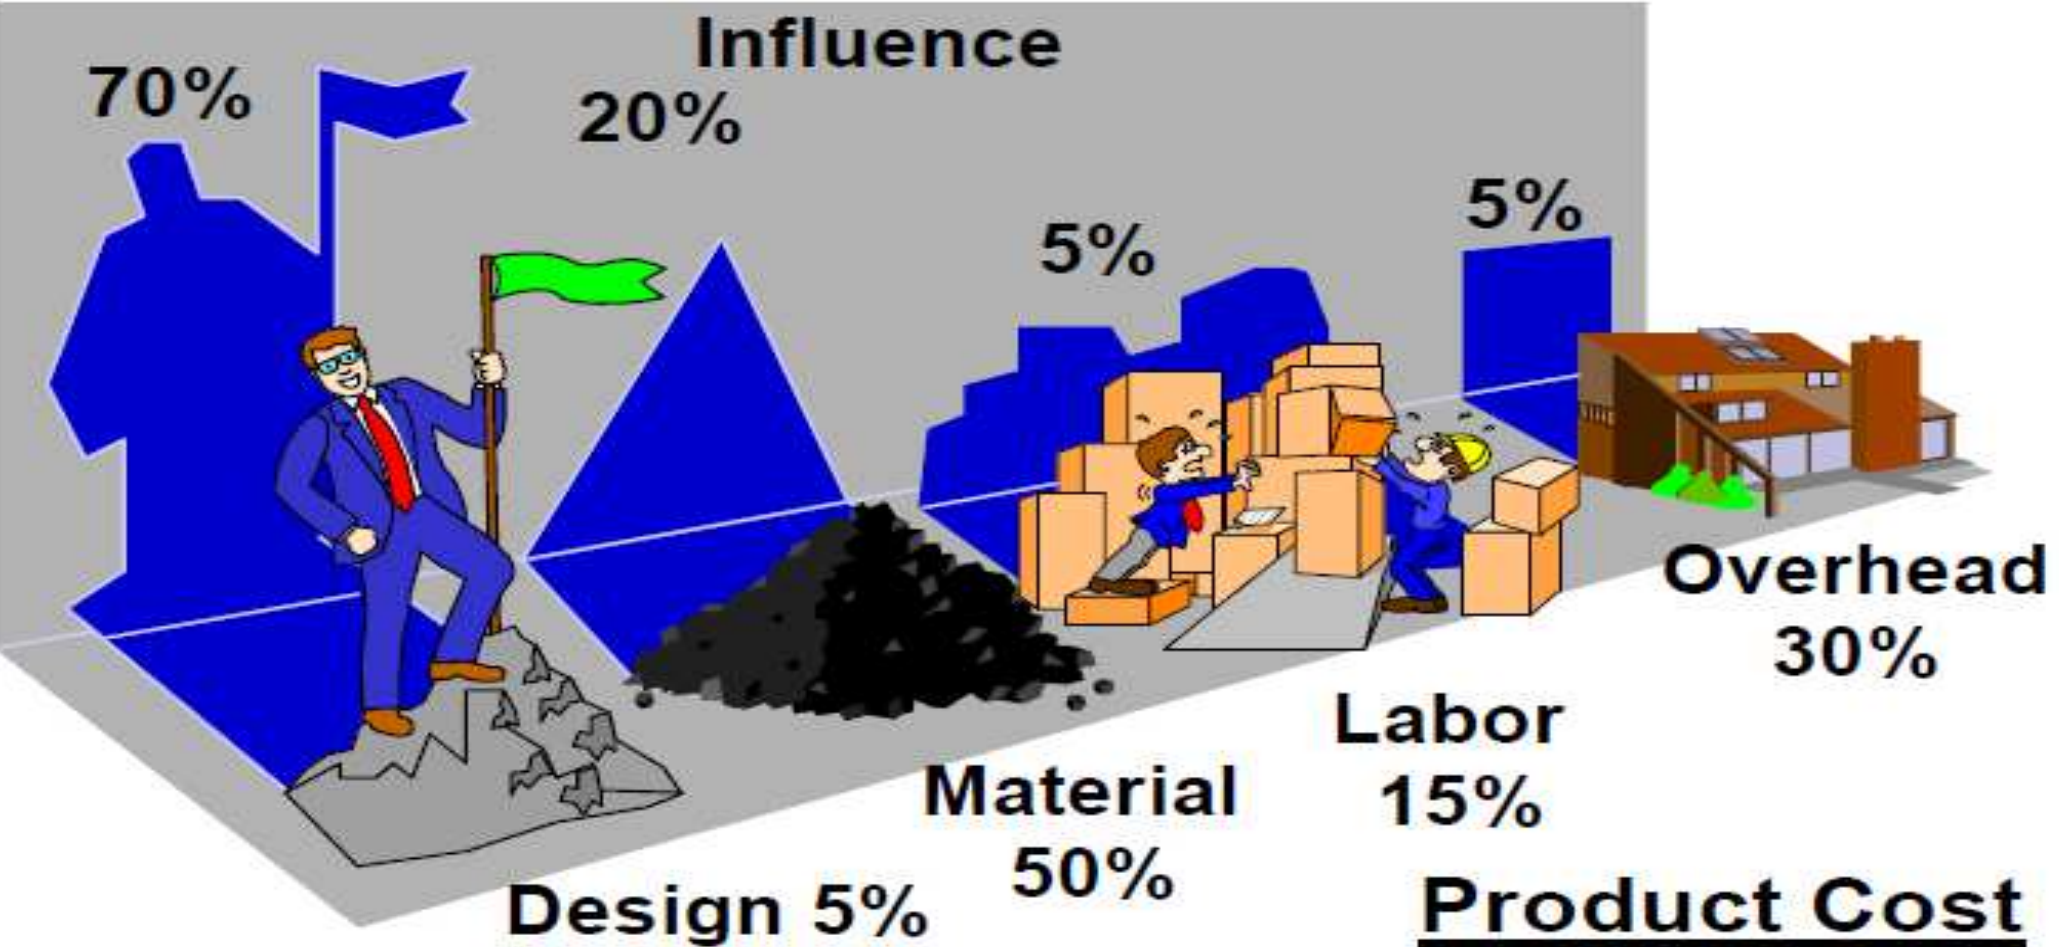 Influence
70%
20%
5%
5%
Overhead
30%
Labor
15%
Material
50%
Design 5%
Product Cost